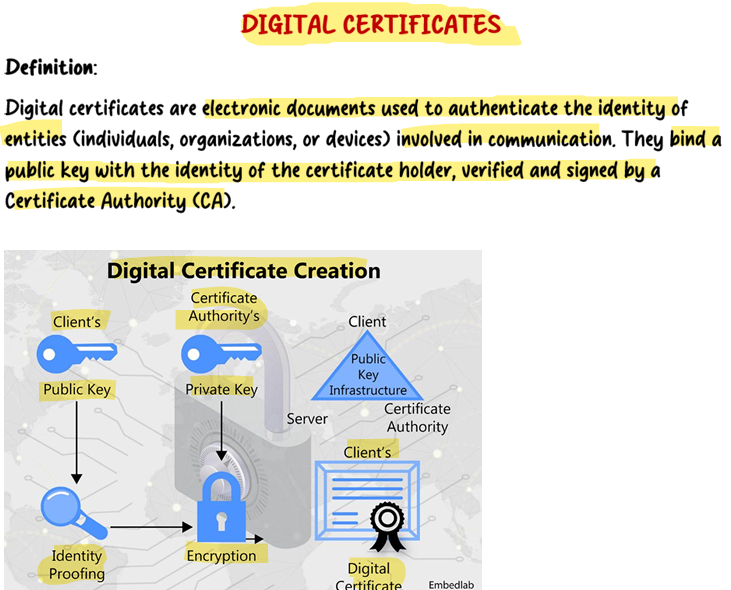 DIGITAL CERTIFICATES
Definition:
Digital certificates are electronic documents used to authenticate the identity of
entities (individuals, organizations, or devices) involved in communication. They bind a
public key with the identity of the certificate holder, verified and signed by a
Certificate Authority (CA).
Digital Certificate Creation
Client's
Public Key
Certificate
Authority's
Private Key
Client
Public
Key
Infrastructure
Server
Certificate
Authority
Identity
Proofing
Encryption
Client's
Digital
Certificate
Embedlab